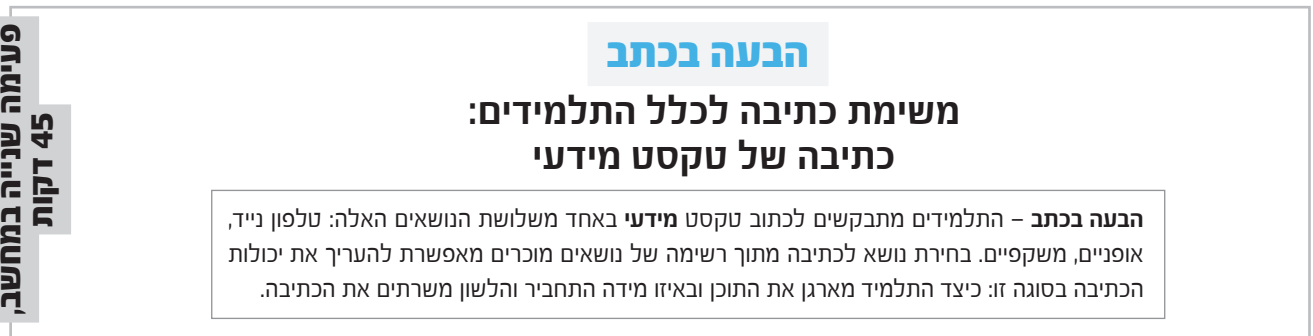 הבעה בכתב
משימת כתיבה לכלל התלמידים:
כתיבה של טקסט מידעי
הבעה בכתב – התלמידים מתבקשים לכתוב טקסט מידעי באחד משלושת הנושאים האלה: טלפון נייד,
אופניים, משקפיים. בחירת נושא לכתיבה מתוך רשימה של נושאים מוכרים מאפשרת להעריך את יכולות
הכתיבה בסוגה זו: כיצד התלמיד מארגן את התוכן ובאיזו מידה התחביר והלשון משרתים את הכתיבה.
פעימה שנייה במחשב,
45 דקות